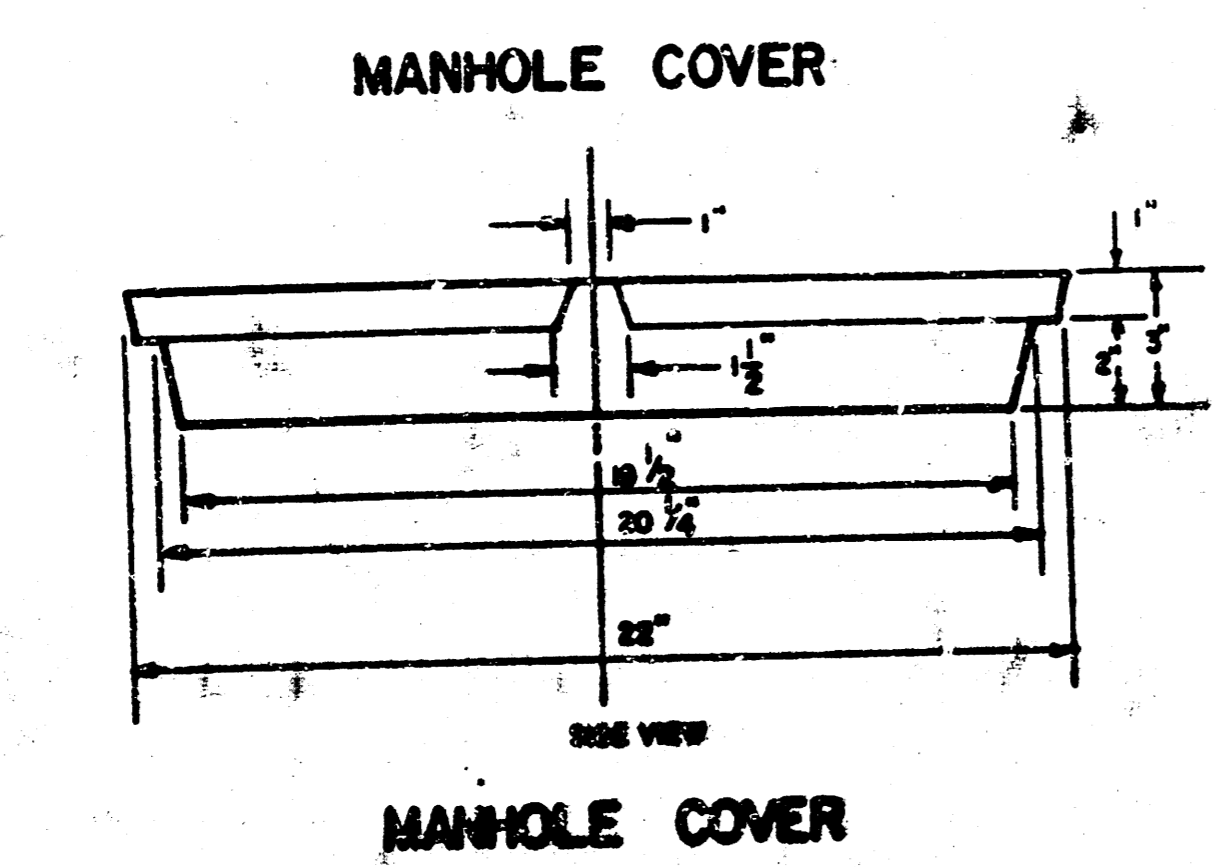 MANHOLE COVER
1"
1"
1 1/2"
2"
3"
19 1/2"
20 1/4"
22"
SIDE VIEW
MANHOLE COVER